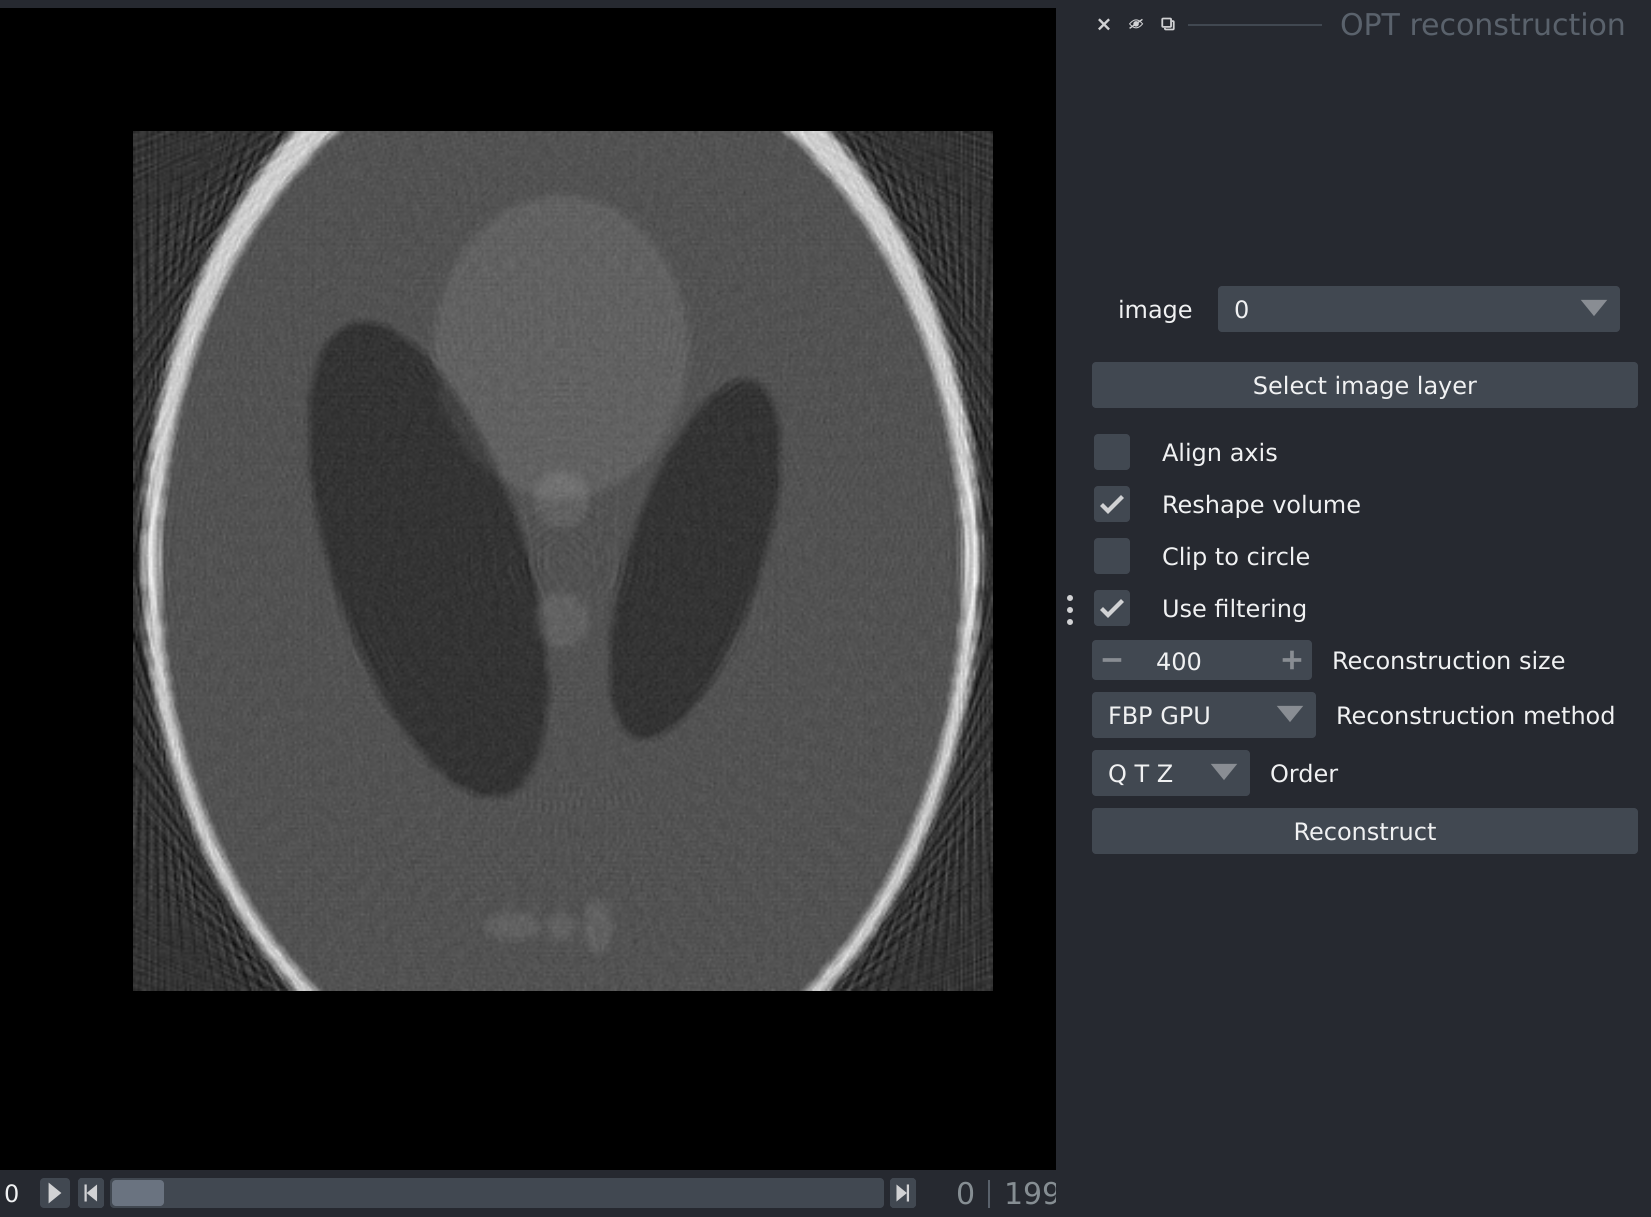 OPT reconstruction
image 0
Select image layer
Align axis
Reshape volume
Clip to circle
Use filtering
400 Reconstruction size
FBP GPU Reconstruction method
Q T Z Order
Reconstruct
0 0 | 199